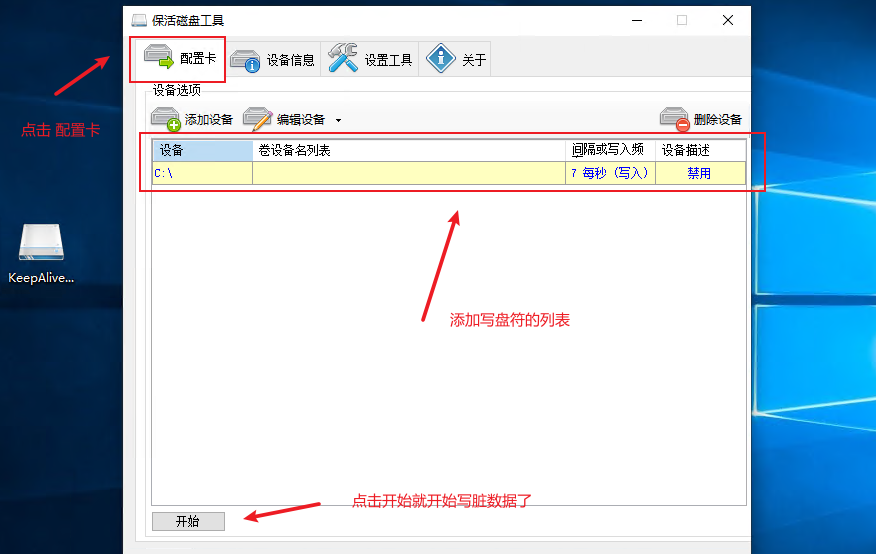 保活磁盘工具
配置卡
设备信息
设置工具
关于
点击 配置卡
设备选项
添加设备
编辑设备
删除设备
设备
卷设备名列表
间隔或写入频
设备描述
C:\
7 每秒（写入）
禁用
KeepAlive...
添加写盘符的列表
点击开始就开始写脏数据了
开始